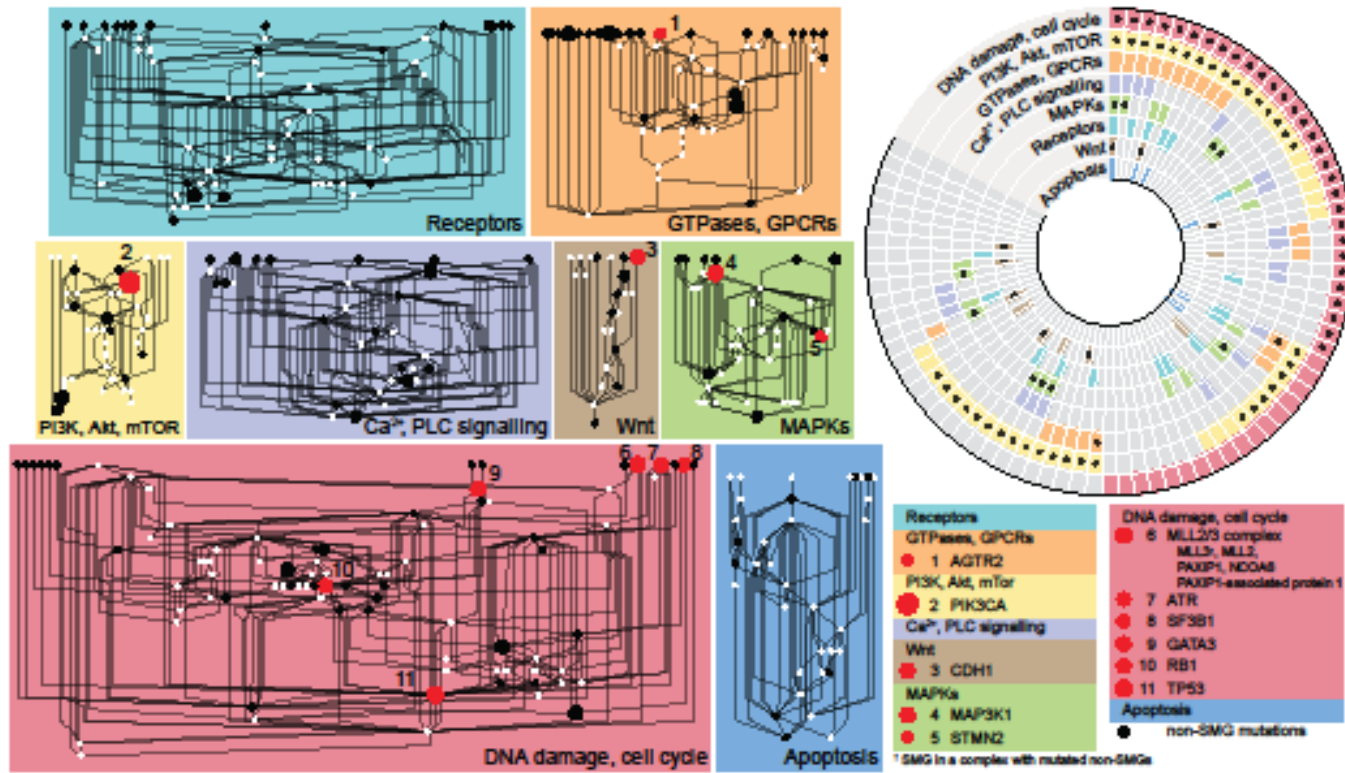 1
Receptors
GTPases, GPCRs
2
3
4
5
PI3K, Akt, mTOR
Ca²⁺, PLC signalling
Wnt
MAPKs
6
7
8
9
10
11
DNA damage, cell cycle
Apoptosis
DNA damage, cell cycle
PI3K, Akt, mTOR
GTPases, GPCRs
Ca²⁺, PLC signalling
MAPKs
Receptors
Wnt
Apoptosis
Receptors
GTPases, GPCRs
1 AGTR2
PI3K, Akt, mTor
2 PIK3CA
Ca²⁺, PLC signalling
Wnt
3 CDH1
MAPKs
4 MAP3K1
5 STMN2
DNA damage, cell cycle
6 MLL2/3 complex
MLL3¹, MLL2,
PAXIP1, NCOA6
PAXIP1-associated protein 1
7 ATR
8 SF3B1
9 GATA3
10 RB1
11 TP53
Apoptosis
non-SMG mutations
¹ SMG in a complex with mutated non-SMGs